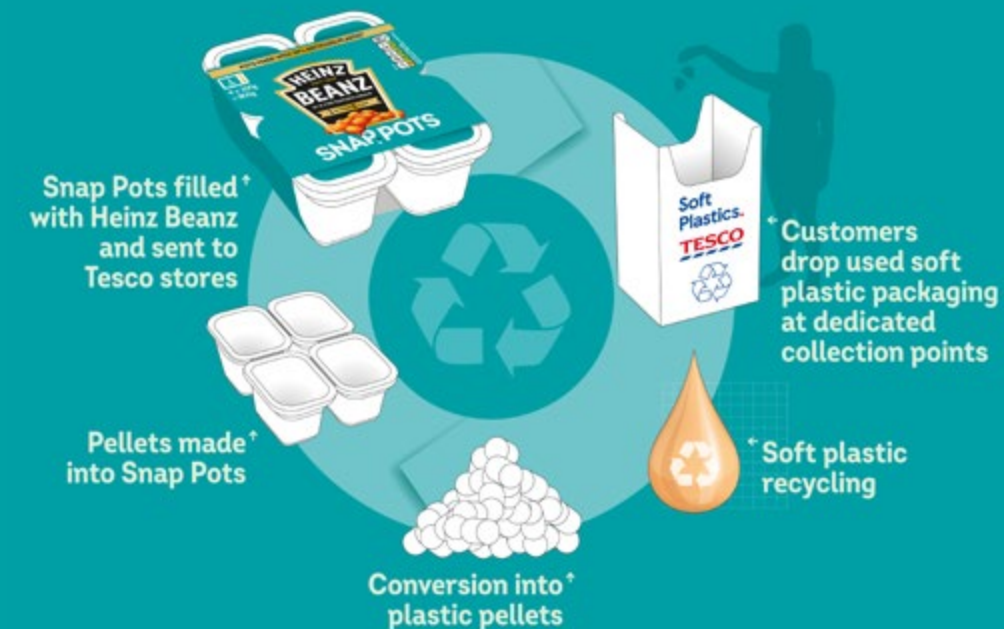 HEINZ
BEANZ
SNAP POTS
Snap Pots filled
with Heinz Beanz
and sent to
Tesco stores
Soft
Plastics.
TESCO
Customers
drop used soft
plastic packaging
at dedicated
collection points
Pellets made
into Snap Pots
Soft plastic
recycling
Conversion into
plastic pellets